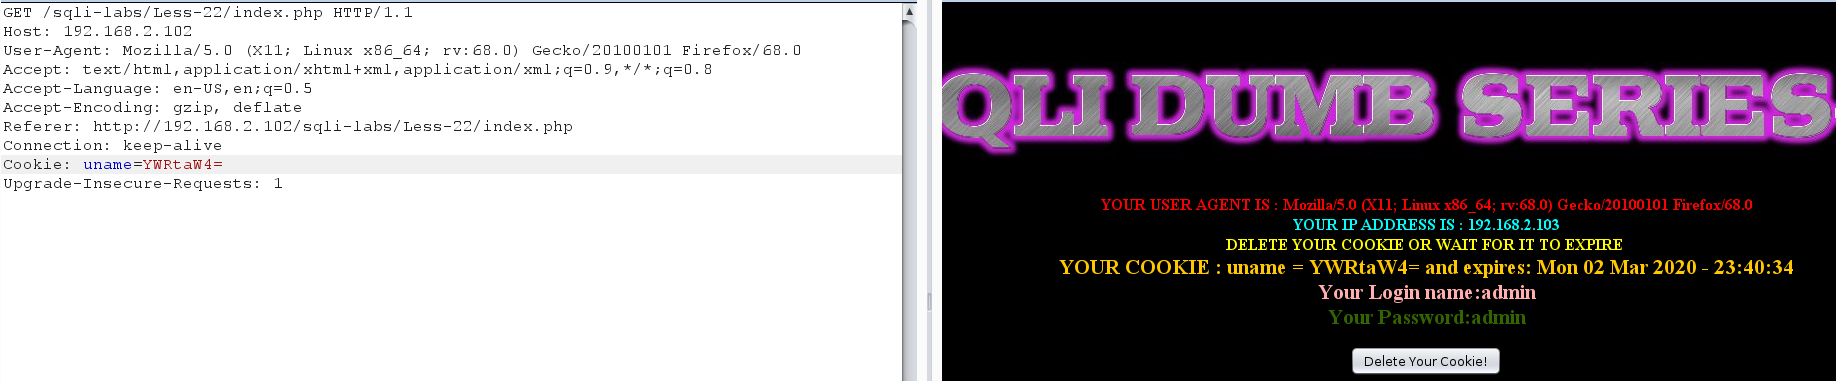 GET /sqli-labs/Less-22/index.php HTTP/1.1
Host: 192.168.2.102
User-Agent: Mozilla/5.0 (X11; Linux x86_64; rv:68.0) Gecko/20100101 Firefox/68.0
Accept: text/html,application/xhtml+xml,application/xml;q=0.9,*/*;q=0.8
Accept-Language: en-US,en;q=0.5
Accept-Encoding: gzip, deflate
Referer: http://192.168.2.102/sqli-labs/Less-22/index.php
Connection: keep-alive
Cookie: uname=YWRtaW4=
Upgrade-Insecure-Requests: 1
QLI DUMB SERIES
YOUR USER AGENT IS : Mozilla/5.0 (X11; Linux x86_64; rv:68.0) Gecko/20100101 Firefox/68.0
YOUR IP ADDRESS IS : 192.168.2.103
DELETE YOUR COOKIE OR WAIT FOR IT TO EXPIRE
YOUR COOKIE : uname = YWRtaW4= and expires: Mon 02 Mar 2020 - 23:40:34
Your Login name:admin
Your Password:admin
Delete Your Cookie!